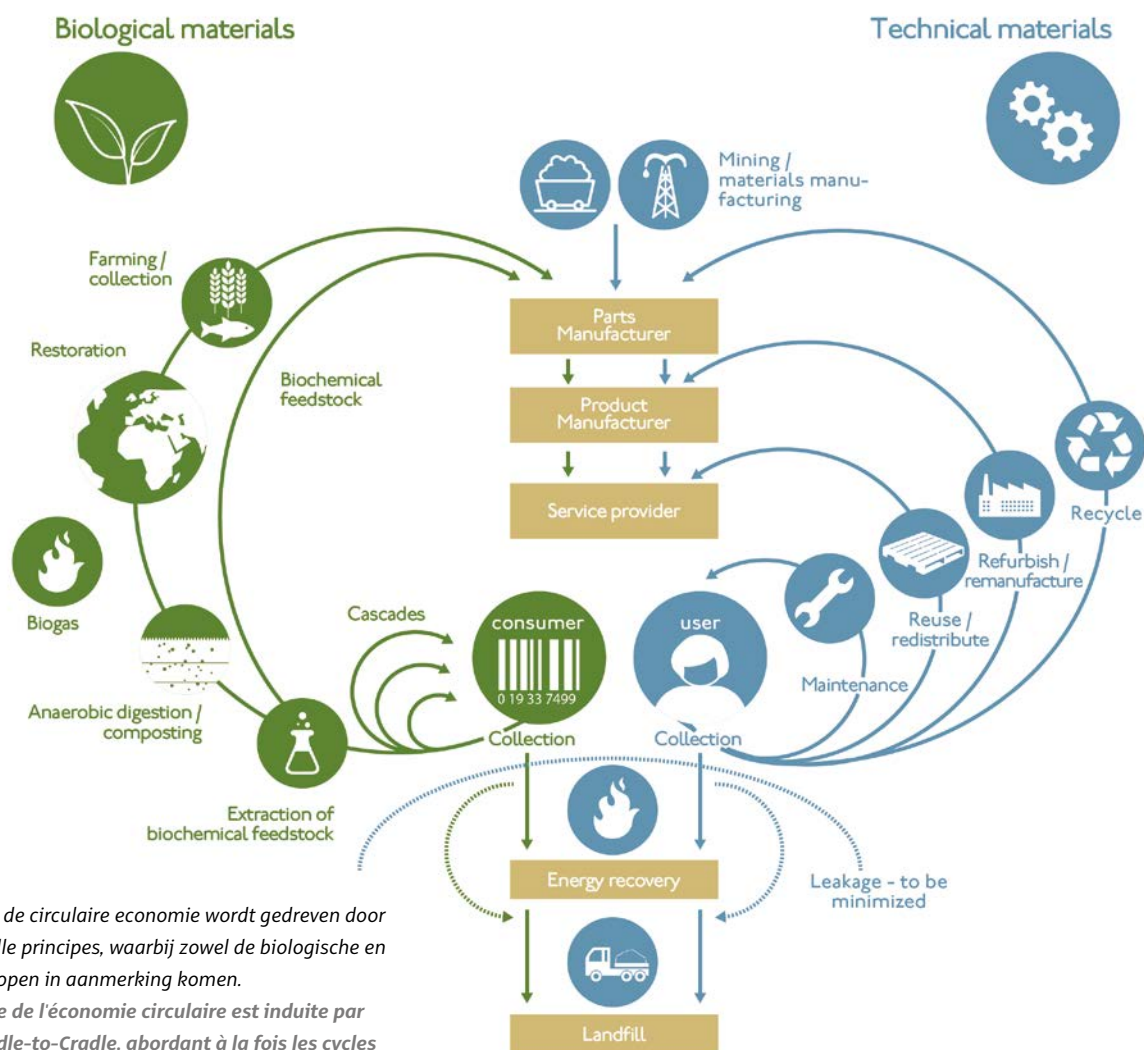 Biological materials
Technical materials
Mining /
materials manu-
facturing
Farming /
collection
Restoration
Biochemical
feedstock
Parts
Manufacturer
Product
Manufacturer
Service provider
Recycle
Refurbish /
remanufacture
Reuse /
redistribute
Maintenance
Biogas
Cascades
consumer
0 19 33 7499
user
Anaerobic digestion /
composting
Collection
Collection
Extraction of
biochemical feedstock
Energy recovery
Leakage - to be
minimized
Landfill
de circulaire economie wordt gedreven door
lle principes, waarbij zowel de biologische en
open in aanmerking komen.
e de l'économie circulaire est induite par
dle-to-Cradle, abordant à la fois les cycles